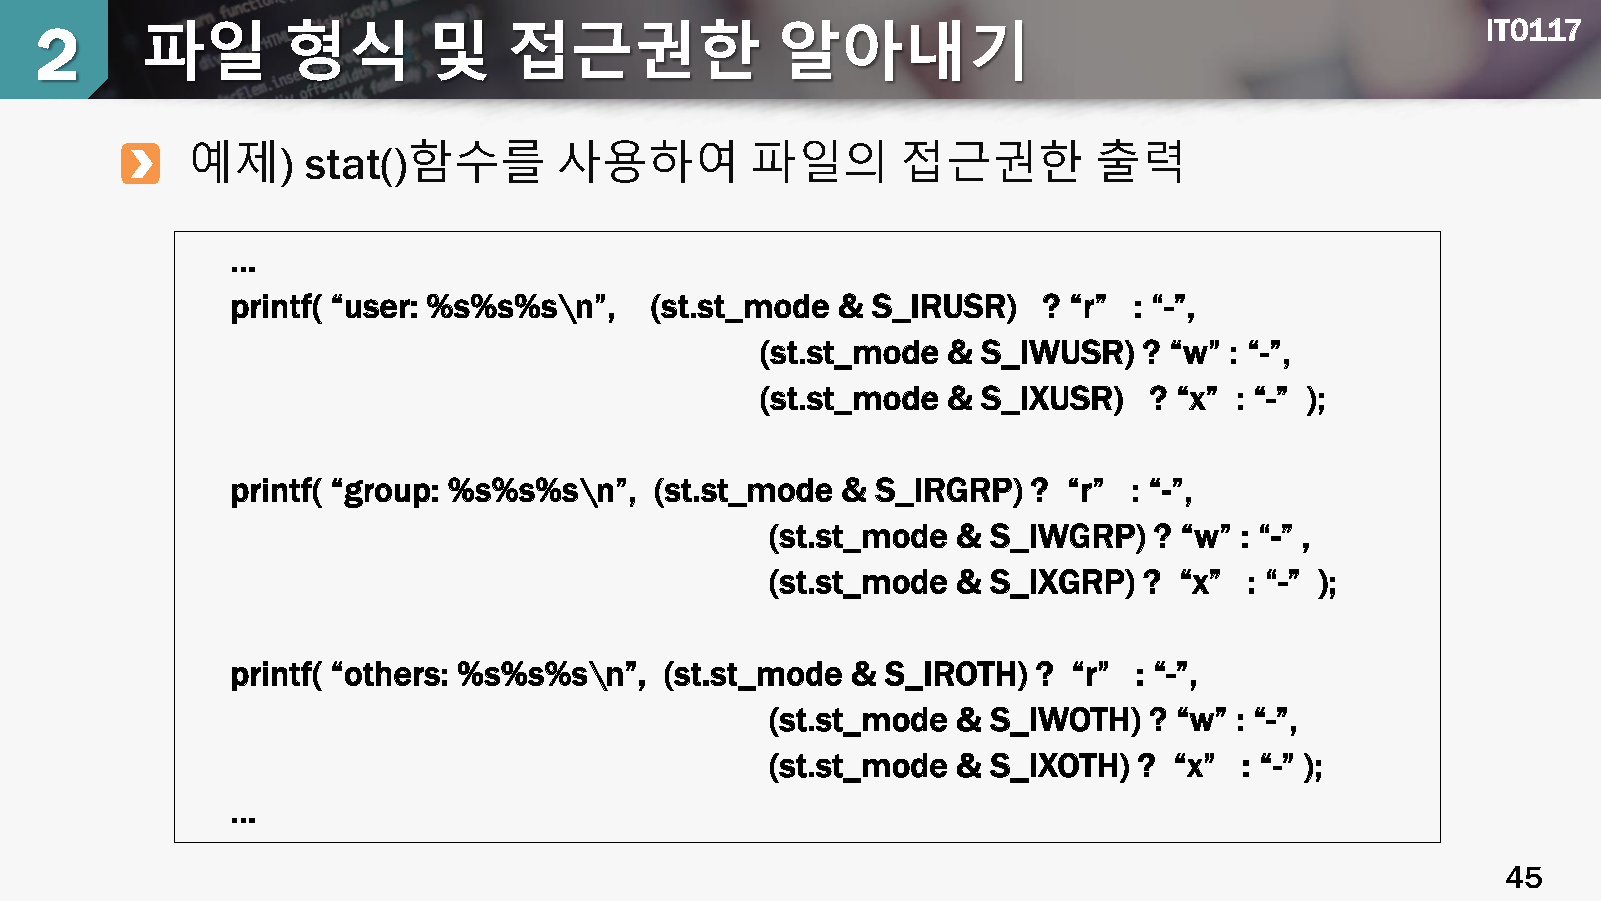 2
파일 형식 및 접근권한 알아내기
IT0117
예제) stat()함수를 사용하여 파일의 접근권한 출력
...
printf( “user: %s%s%s\n”, (st.st_mode & S_IRUSR) ? “r” : “-”,
(st.st_mode & S_IWUSR) ? “w” : “-”,
(st.st_mode & S_IXUSR) ? “x” : “-” );
printf( “group: %s%s%s\n”, (st.st_mode & S_IRGRP) ? “r” : “-”,
(st.st_mode & S_IWGRP) ? “w” : “-” ,
(st.st_mode & S_IXGRP) ? “x” : “-” );
printf( “others: %s%s%s\n”, (st.st_mode & S_IROTH) ? “r” : “-”,
(st.st_mode & S_IWOTH) ? “w” : “-”,
(st.st_mode & S_IXOTH) ? “x” : “-” );
...
45